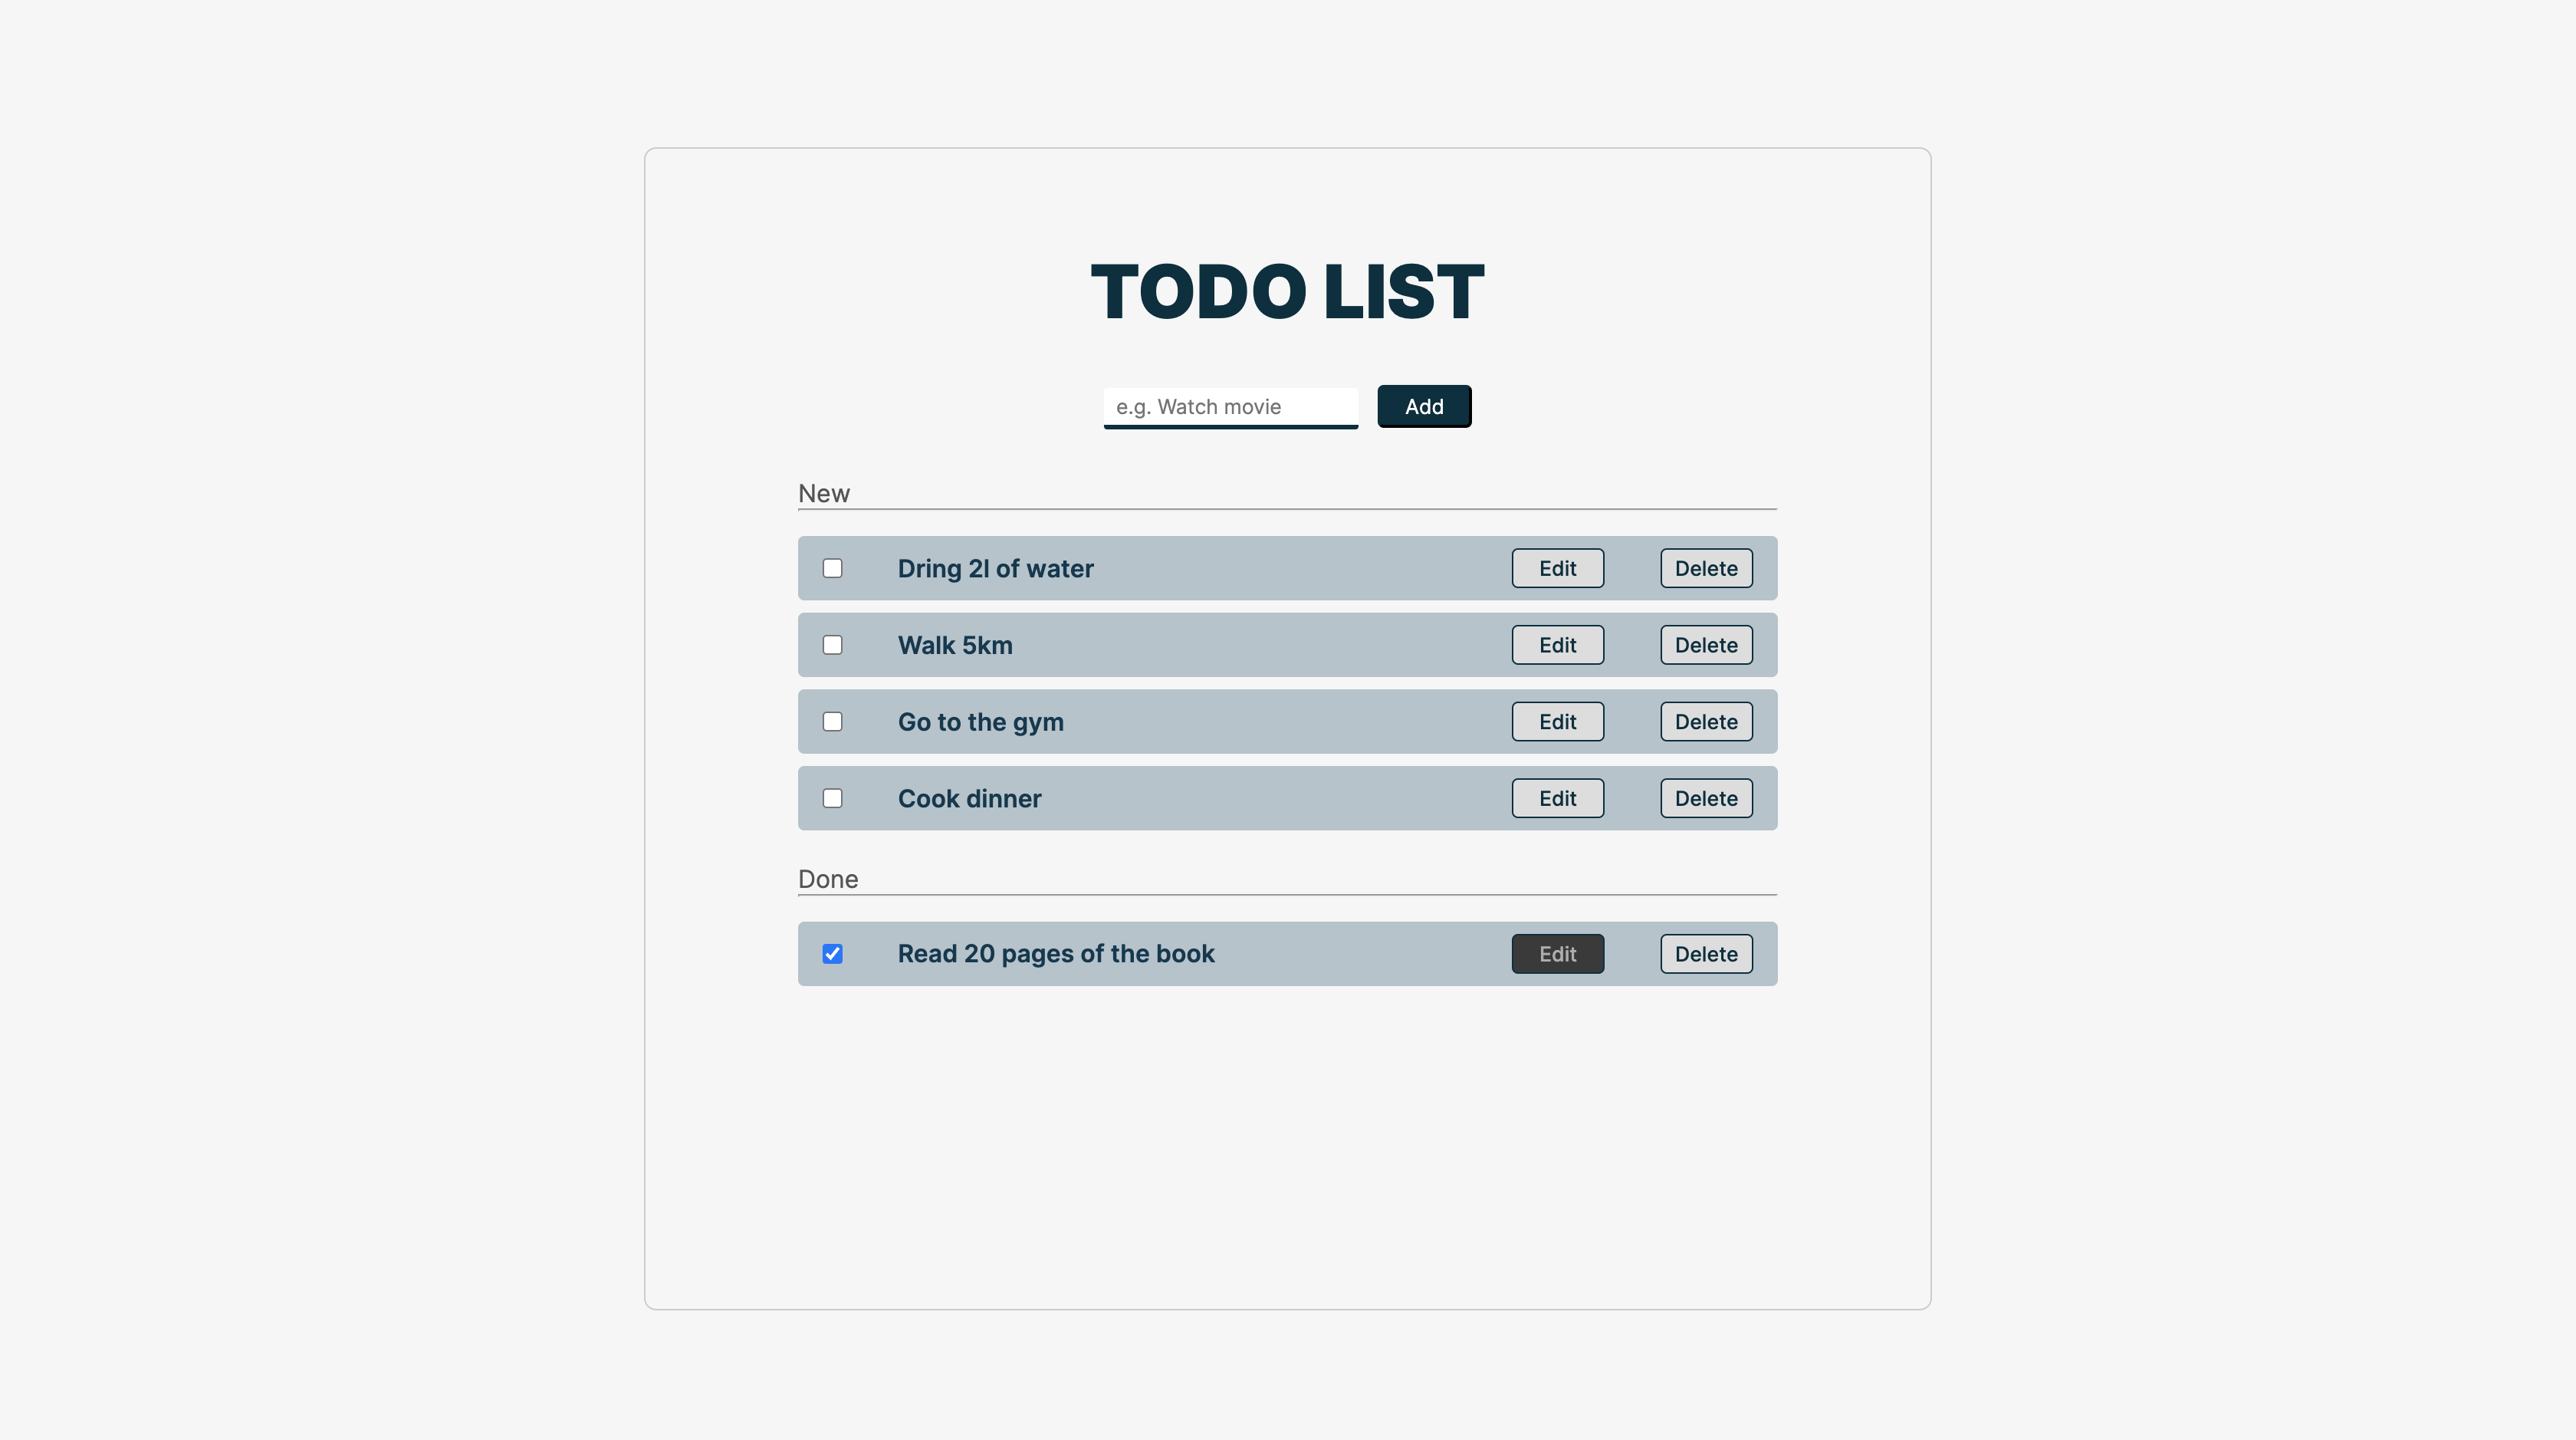 TODO LIST
e.g. Watch movie Add
New
Dring 2l of water Edit Delete
Walk 5km Edit Delete
Go to the gym Edit Delete
Cook dinner Edit Delete
Done
Read 20 pages of the book Edit Delete